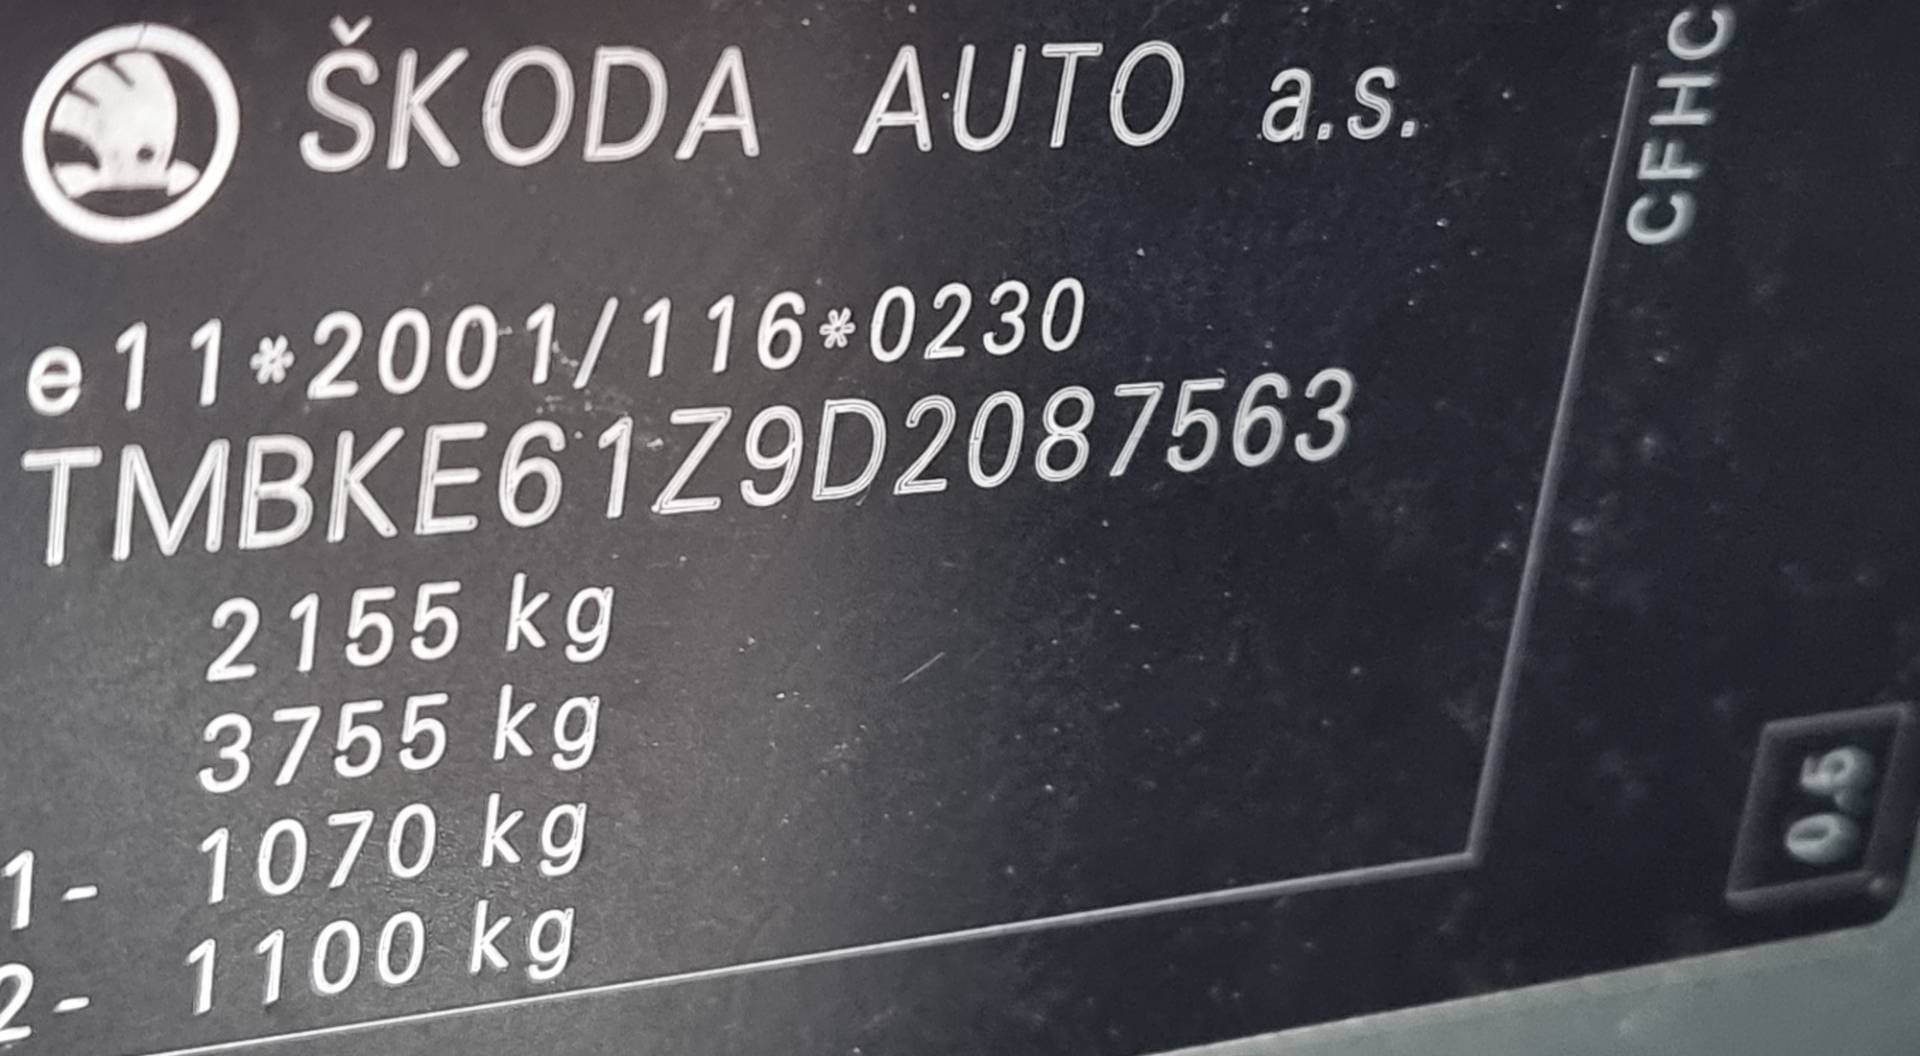 ŠKODA AUTO a.s.
e11*2001/116*0230
TMBKE61Z9D2087563
2155 kg
3755 kg
1- 1070 kg
2- 1100 kg
CFHC
0.5